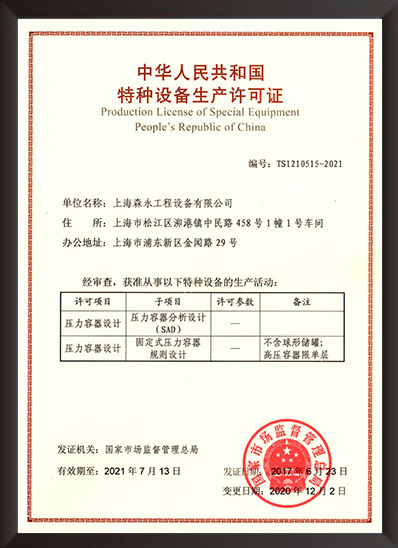 中华人民共和国
特种设备生产许可证
Production License of Special Equipment
People's Republic of China
编号：TS1210515-2021
单位名称：上海森永工程设备有限公司
住 所：上海市松江区泖港镇中民路 458 号 1 幢 1 号车间
办公地址：上海市浦东新区金闻路 29 号
经审查，获准从事以下特种设备的生产活动：
许可项目 子项目 许可参数 备注
压力容器设计 压力容器分析设计 —
(SAD)
压力容器设计 固定式压力容器 — 不含球形储罐；
规则设计 高压容器限单层
发证机关：国家市场监督管理总局 发证日期：2017 年 6 月 23 日
有效期至：2021 年 7 月 13 日 变更日期：2020 年 12 月 2 日
国家市场监督管理总局